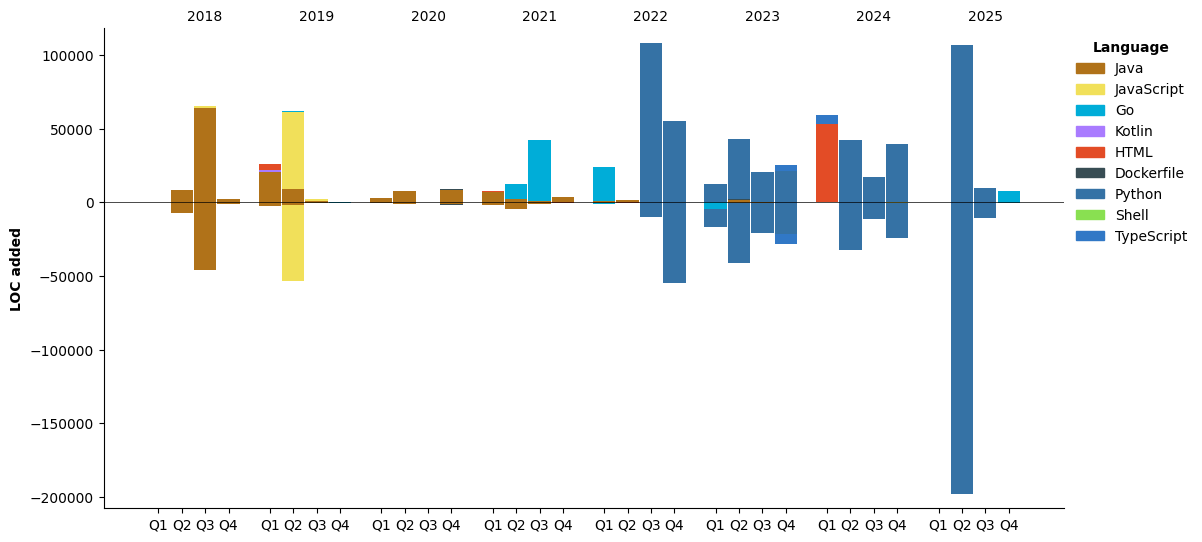 2018 2019 2020 2021 2022 2023 2024 2025
LOC added
100000
50000
0
−50000
−100000
−150000
−200000
Q1 Q2 Q3 Q4 Q1 Q2 Q3 Q4 Q1 Q2 Q3 Q4 Q1 Q2 Q3 Q4 Q1 Q2 Q3 Q4 Q1 Q2 Q3 Q4 Q1 Q2 Q3 Q4 Q1 Q2 Q3 Q4
Language
Java
JavaScript
Go
Kotlin
HTML
Dockerfile
Python
Shell
TypeScript